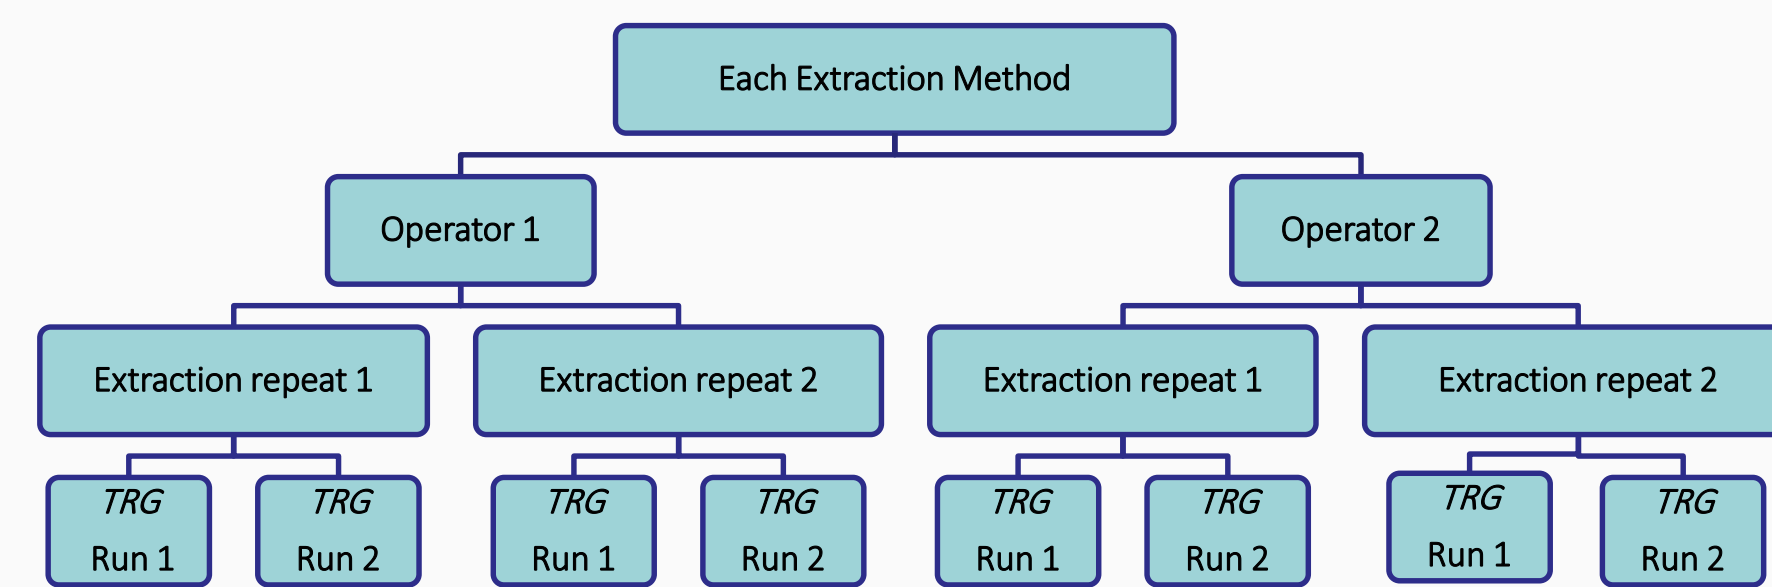 Each Extraction Method
Operator 1
Operator 2
Extraction repeat 1
Extraction repeat 2
Extraction repeat 1
Extraction repeat 2
TRG
Run 1
TRG
Run 2
TRG
Run 1
TRG
Run 2
TRG
Run 1
TRG
Run 2
TRG
Run 1
TRG
Run 2